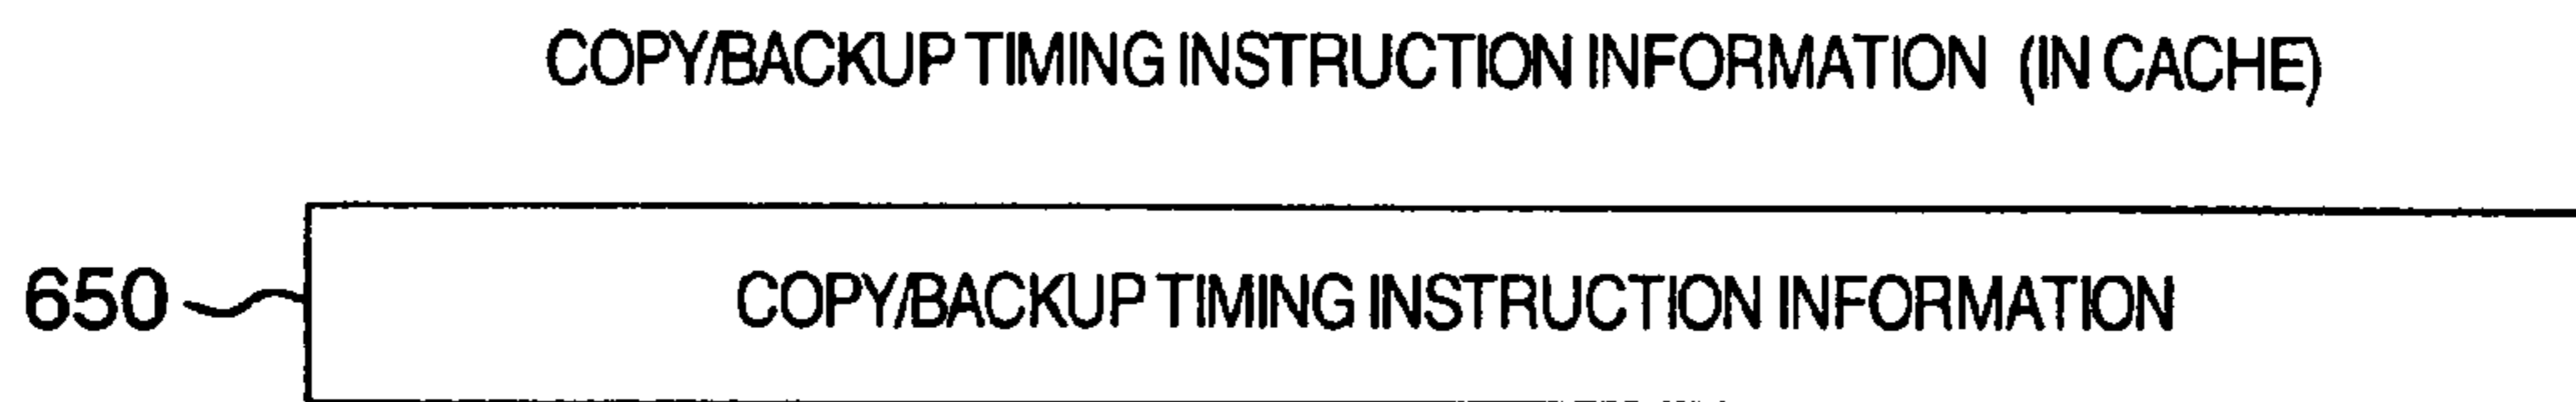 COPY/BACKUP TIMING INSTRUCTION INFORMATION (IN CACHE)
650 COPY/BACKUP TIMING INSTRUCTION INFORMATION